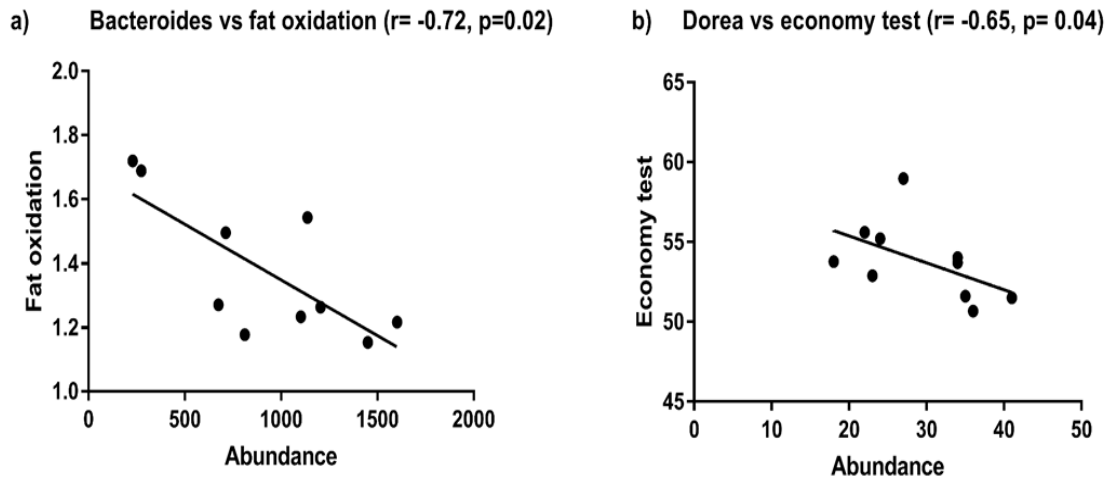 a) Bacteroides vs fat oxidation (r= -0.72, p=0.02)
2.0
1.8
1.6
1.4
1.2
1.0
Fat oxidation
0 500 1000 1500 2000
Abundance
b) Dorea vs economy test (r= -0.65, p= 0.04)
65
60
55
50
45
Economy test
0 10 20 30 40 50
Abundance